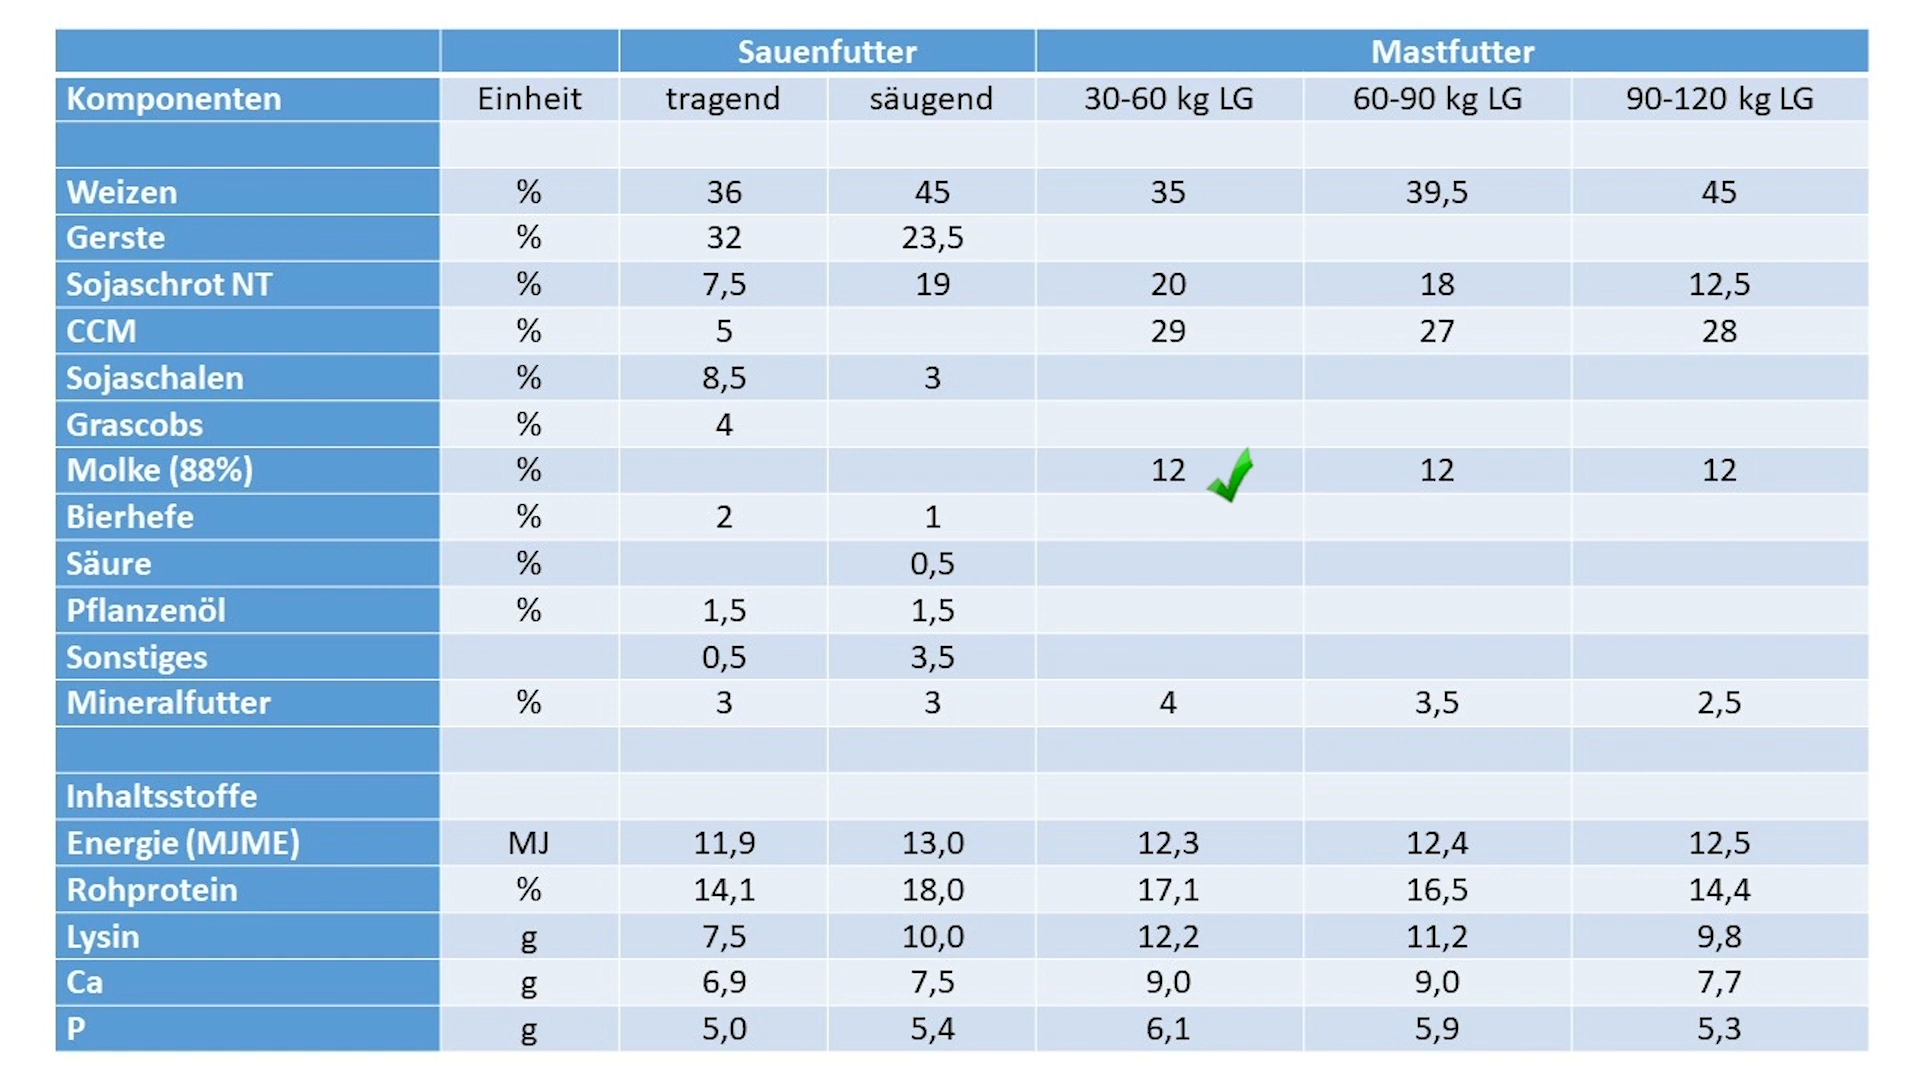 Sauenfutter Mastfutter
Komponenten Einheit tragend säugend 30-60 kg LG 60-90 kg LG 90-120 kg LG
Weizen % 36 45 35 39,5 45
Gerste % 32 23,5
Sojaschrot NT % 7,5 19 20 18 12,5
CCM % 5 29 27 28
Sojaschalen % 8,5 3
Grascobs % 4
Molke (88%) % 12 12 12
Bierhefe % 2 1
Säure % 0,5
Pflanzenöl % 1,5 1,5
Sonstiges 0,5 3,5
Mineralfutter % 3 3 4 3,5 2,5
Inhaltsstoffe
Energie (MJME) MJ 11,9 13,0 12,3 12,4 12,5
Rohprotein % 14,1 18,0 17,1 16,5 14,4
Lysin g 7,5 10,0 12,2 11,2 9,8
Ca g 6,9 7,5 9,0 9,0 7,7
P g 5,0 5,4 6,1 5,9 5,3